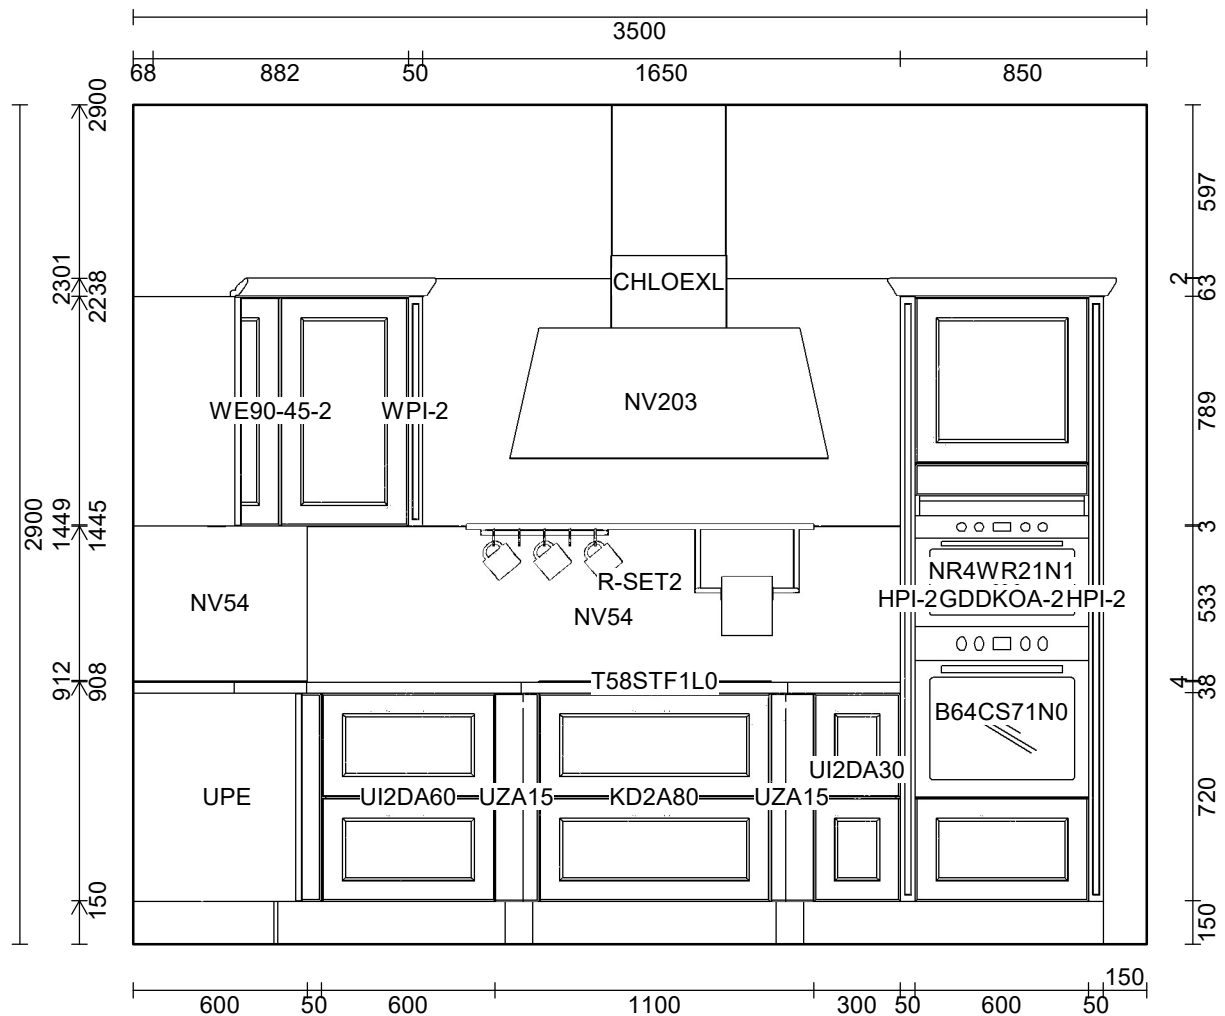 3500
68 882 50 1650 850
2900
2900
597
2301
2238
2
63
CHLOEXL
WE90-45-2 WPI-2 NV203
789
1449
1445
3
NV54
R-SET2
NV54
NR4WR21N1
HPI-2GDDKOA-2HPI-2
533
912
908
4
38
T58STF1L0
B64CS71N0
UI2DA30
UPE UI2DA60 UZA15 KD2A80 UZA15
720
150
150
150
600 50 600 1100 300 50 600 50